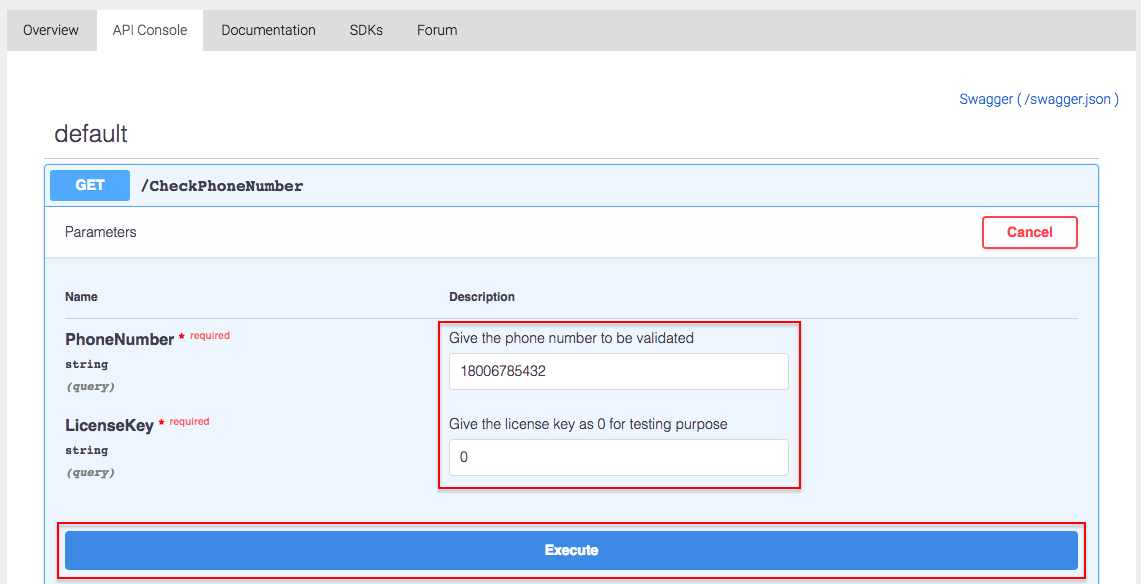 Overview API Console Documentation SDKs Forum
Swagger ( /swagger.json )
default
GET /CheckPhoneNumber
Parameters Cancel
Name Description
PhoneNumber * required
string
(query)
Give the phone number to be validated
18006785432
LicenseKey * required
string
(query)
Give the license key as 0 for testing purpose
0
Execute